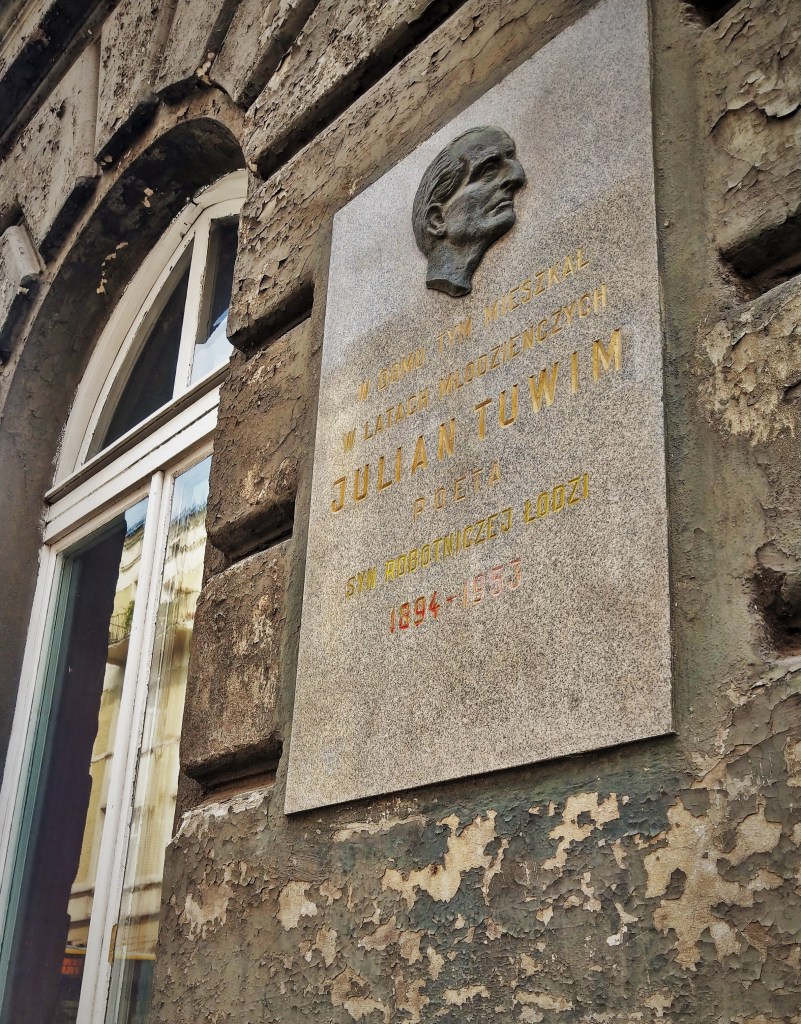 W DOMU TYM MIESZKAŁ
W LATACH MŁODZIEŃCZYCH
JULIAN TUWIM
POETA
SYN ROBOTNICZEJ ŁODZI
1894-1953